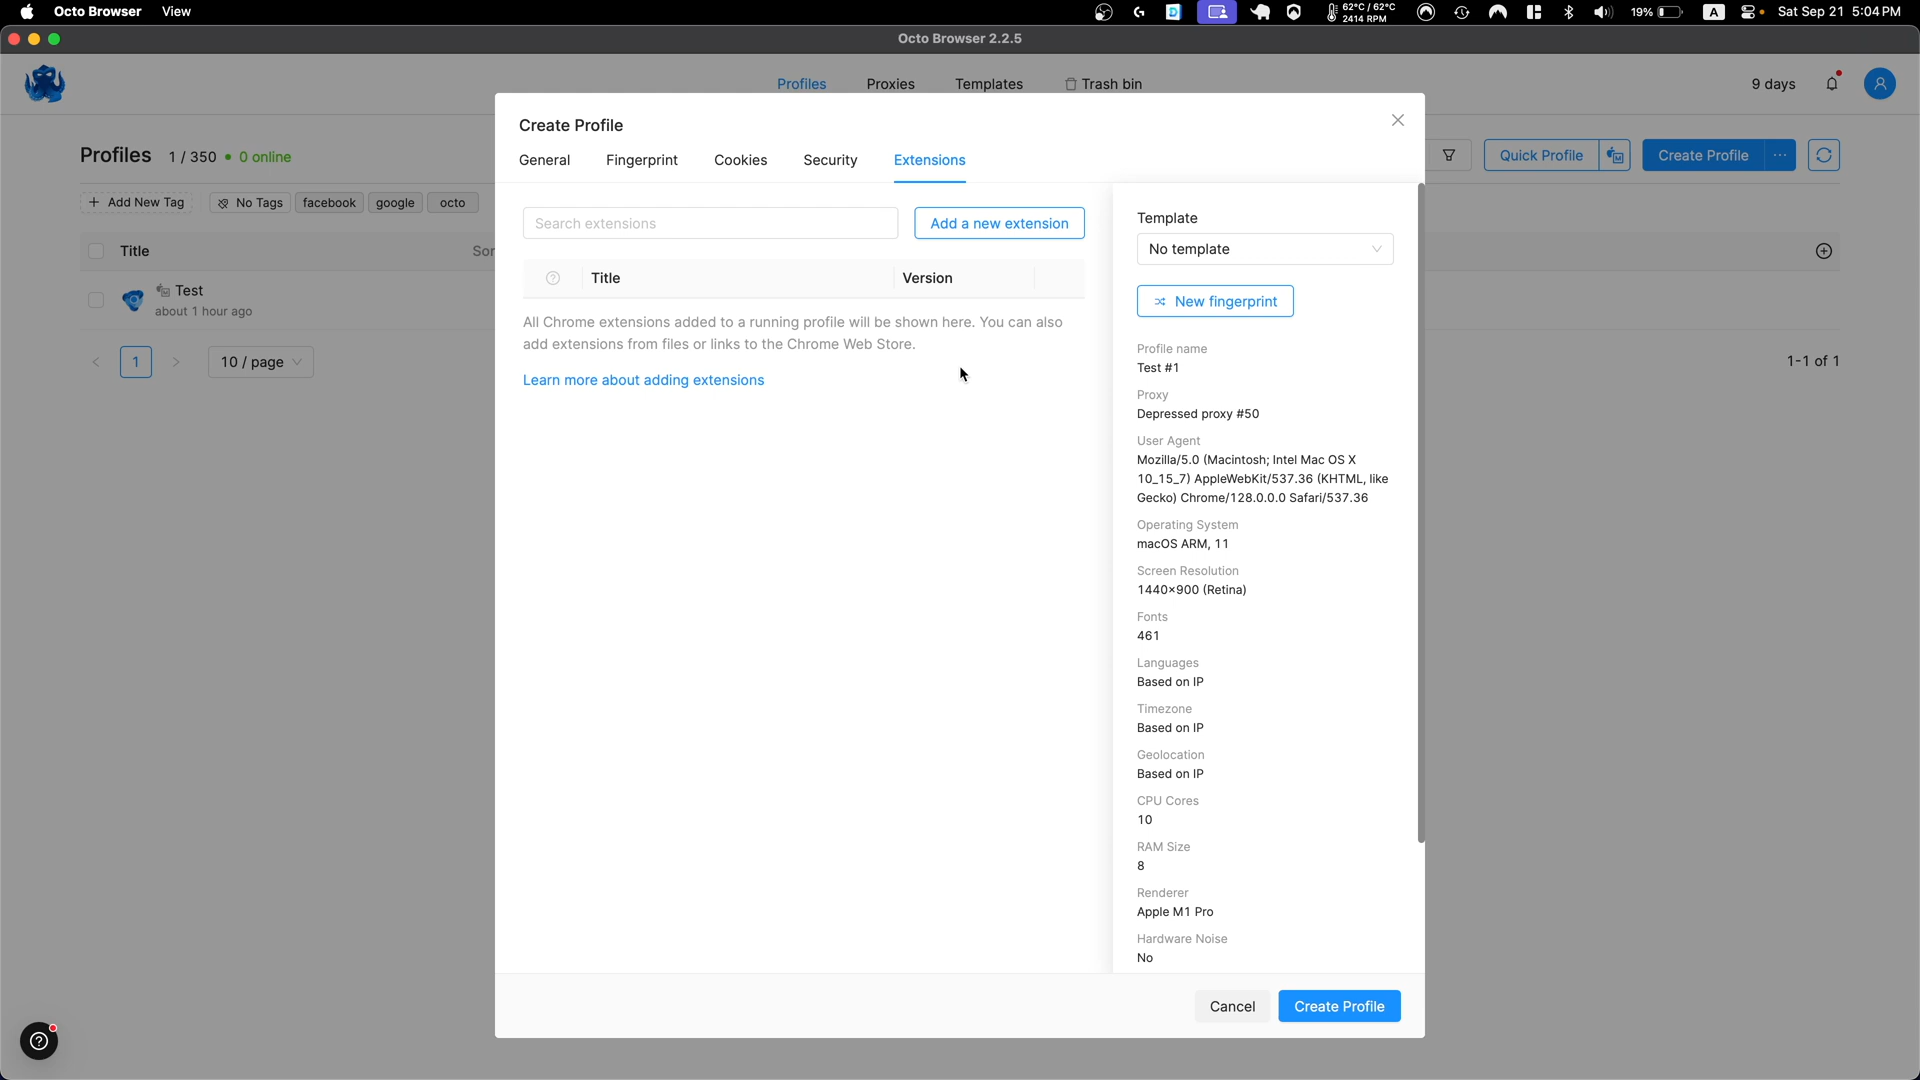 Octo Browser View
62°C / 62°C
2414 RPM
19%
A
Sat Sep 21 5:04 PM
Octo Browser 2.2.5
Profiles Proxies Templates Trash bin
9 days
Profiles 1 / 350 • 0 online
Quick Profile
Create Profile ...
+ Add New Tag No Tags facebook google octo
Title
Sor
Test
about 1 hour ago
< 1 > 10 / page
1-1 of 1
Create Profile
General Fingerprint Cookies Security Extensions
Search extensions
Add a new extension
Title Version
All Chrome extensions added to a running profile will be shown here. You can also
add extensions from files or links to the Chrome Web Store.
Learn more about adding extensions
Template
No template
New fingerprint
Profile name
Test #1
Proxy
Depressed proxy #50
User Agent
Mozilla/5.0 (Macintosh; Intel Mac OS X
10_15_7) AppleWebKit/537.36 (KHTML, like
Gecko) Chrome/128.0.0.0 Safari/537.36
Operating System
macOS ARM, 11
Screen Resolution
1440×900 (Retina)
Fonts
461
Languages
Based on IP
Timezone
Based on IP
Geolocation
Based on IP
CPU Cores
10
RAM Size
8
Renderer
Apple M1 Pro
Hardware Noise
No
Cancel
Create Profile